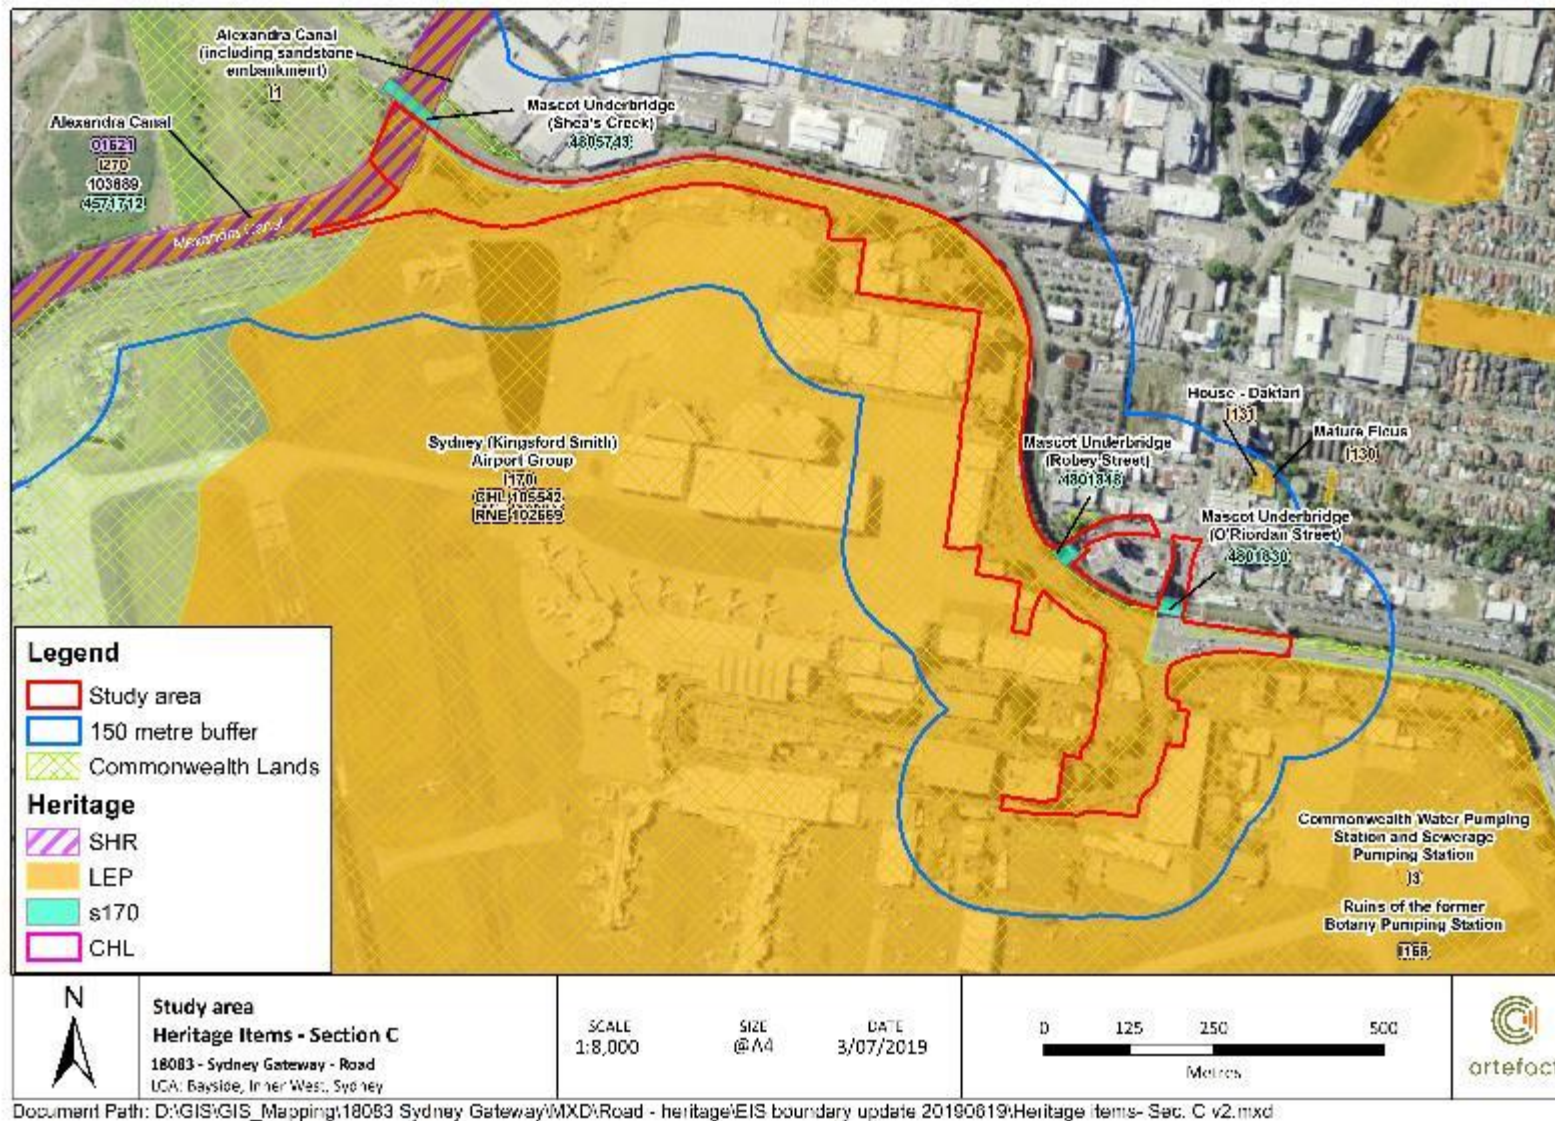 Alexandra Canal
(including sandstone
embankment)
I1
Alexandra Canal
01621
I270
103889
4571712
Mascot Underbridge
(Shea's Creek)
4805743
Alexandra Canal
House - Daktari
I131
Mature Ficus
I130
Mascot Underbridge
(Robey Street)
4801848
Mascot Underbridge
(O'Riordan Street)
4801830
Sydney (Kingsford Smith)
Airport Group
I170
CHL 105542
RNE 102669
Commonwealth Water Pumping
Station and Sewerage
Pumping Station
I3
Ruins of the former
Botany Pumping Station
I168
Legend
Study area
150 metre buffer
Commonwealth Lands
Heritage
SHR
LEP
s170
CHL
N
Study area
Heritage Items - Section C
18083 - Sydney Gateway - Road
LGA: Bayside, Inner West, Sydney
SCALE
1:8,000
SIZE
@A4
DATE
3/07/2019
0 125 250 500
Metres
artefact
Document Path: D:\GIS\GIS_Mapping\18083 Sydney Gateway\MXD\Road - heritage\EIS boundary update 20190619\Heritage items- Sec. C v2.mxd